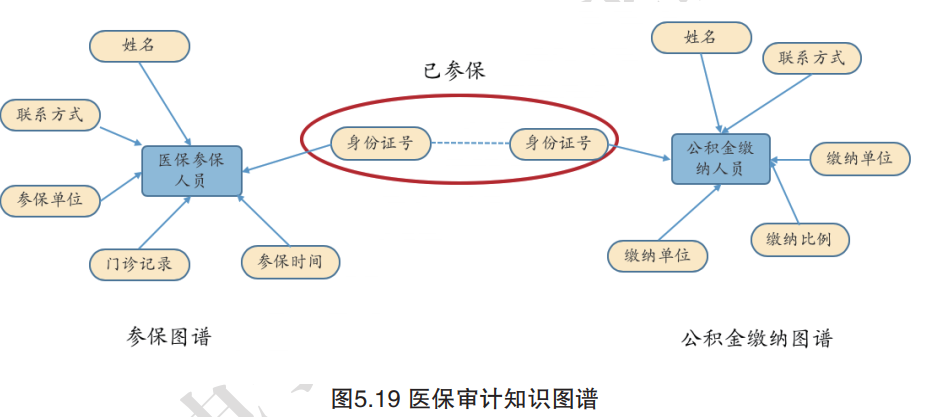 姓名
姓名
联系方式
已参保
联系方式
身份证号
身份证号
医保参保
人员
公积金缴
纳人员
缴纳单位
参保单位
门诊记录
参保时间
缴纳单位
缴纳比例
参保图谱
公积金缴纳图谱
图5.19 医保审计知识图谱